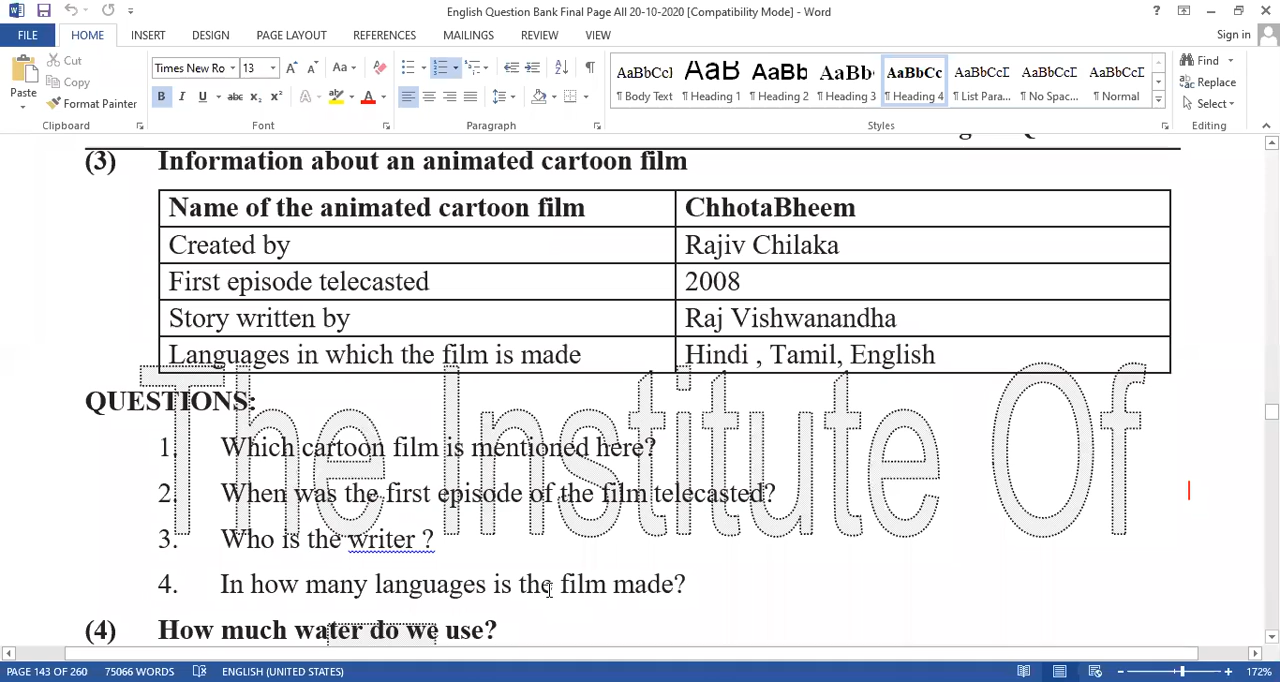 English Question Bank Final Page All 20-10-2020 [Compatibility Mode] - Word
FILE HOME INSERT DESIGN PAGE LAYOUT REFERENCES MAILINGS REVIEW VIEW Sign in
Paste Cut Copy Format Painter
Clipboard
Times New Ro 13
Font
Paragraph
AaBbCcI AaB AaBb AaBb AaBbCc AaBbCcD AaBbCcD AaBbCcD
¶ Body Text ¶ Heading 1 ¶ Heading 2 ¶ Heading 3 ¶ Heading 4 ¶ List Para... ¶ No Spac... ¶ Normal
Styles
Find Replace Select
Editing
(3) Information about an animated cartoon film
Name of the animated cartoon film ChhotaBheem
Created by Rajiv Chilaka
First episode telecasted 2008
Story written by Raj Vishwanandha
Languages in which the film is made Hindi , Tamil, English
The Institute Of
QUESTIONS:
1. Which cartoon film is mentioned here?
2. When was the first episode of the film telecasted?
3. Who is the writer ?
4. In how many languages is the film made?
(4) How much water do we use?
PAGE 143 OF 260 75066 WORDS ENGLISH (UNITED STATES) 172%